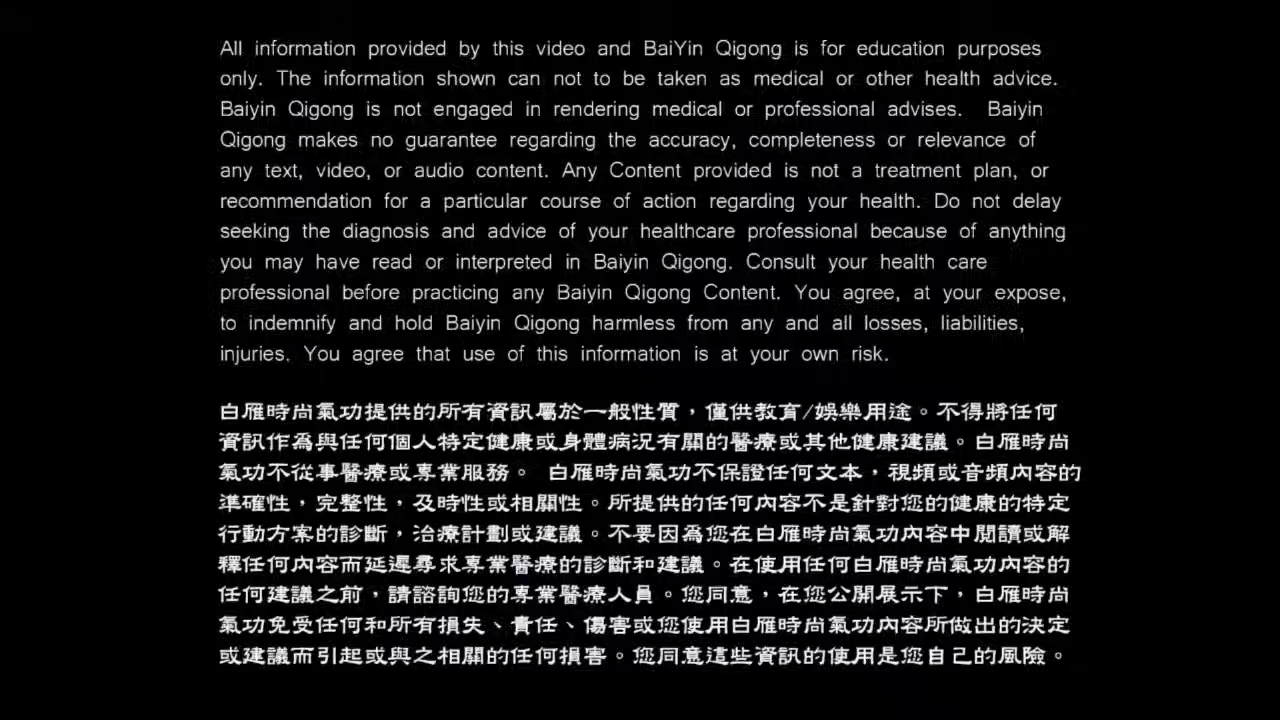 All information provided by this video and BaiYin Qigong is for education purposes
only. The information shown can not to be taken as medical or other health advice.
Baiyin Qigong is not engaged in rendering medical or professional advises. Baiyin
Qigong makes no guarantee regarding the accuracy, completeness or relevance of
any text, video, or audio content. Any Content provided is not a treatment plan, or
recommendation for a particular course of action regarding your health. Do not delay
seeking the diagnosis and advice of your healthcare professional because of anything
you may have read or interpreted in Baiyin Qigong. Consult your health care
professional before practicing any Baiyin Qigong Content. You agree, at your expose,
to indemnify and hold Baiyin Qigong harmless from any and all losses, liabilities,
injuries. You agree that use of this information is at your own risk.
白雁時尚氣功提供的所有資訊屬於一般性質，僅供教育/娛樂用途。不得將任何
資訊作為與任何個人特定健康或身體病況有關的醫療或其他健康建議。白雁時尚
氣功不從事醫療或專業服務。 白雁時尚氣功不保證任何文本，視頻或音頻內容的
準確性，完整性，及時性或相關性。所提供的任何內容不是針對您的健康的特定
行動方案的診斷，治療計劃或建議。不要因為您在白雁時尚氣功內容中閱讀或解
釋任何內容而延遲尋求專業醫療的診斷和建議。在使用任何白雁時尚氣功內容的
任何建議之前，請諮詢您的專業醫療人員。您同意，在您公開展示下，白雁時尚
氣功免受任何和所有損失、責任、傷害或您使用白雁時尚氣功內容所做出的決定
或建議而引起或與之相關的任何損害。您同意這些資訊的使用是您自己的風險。